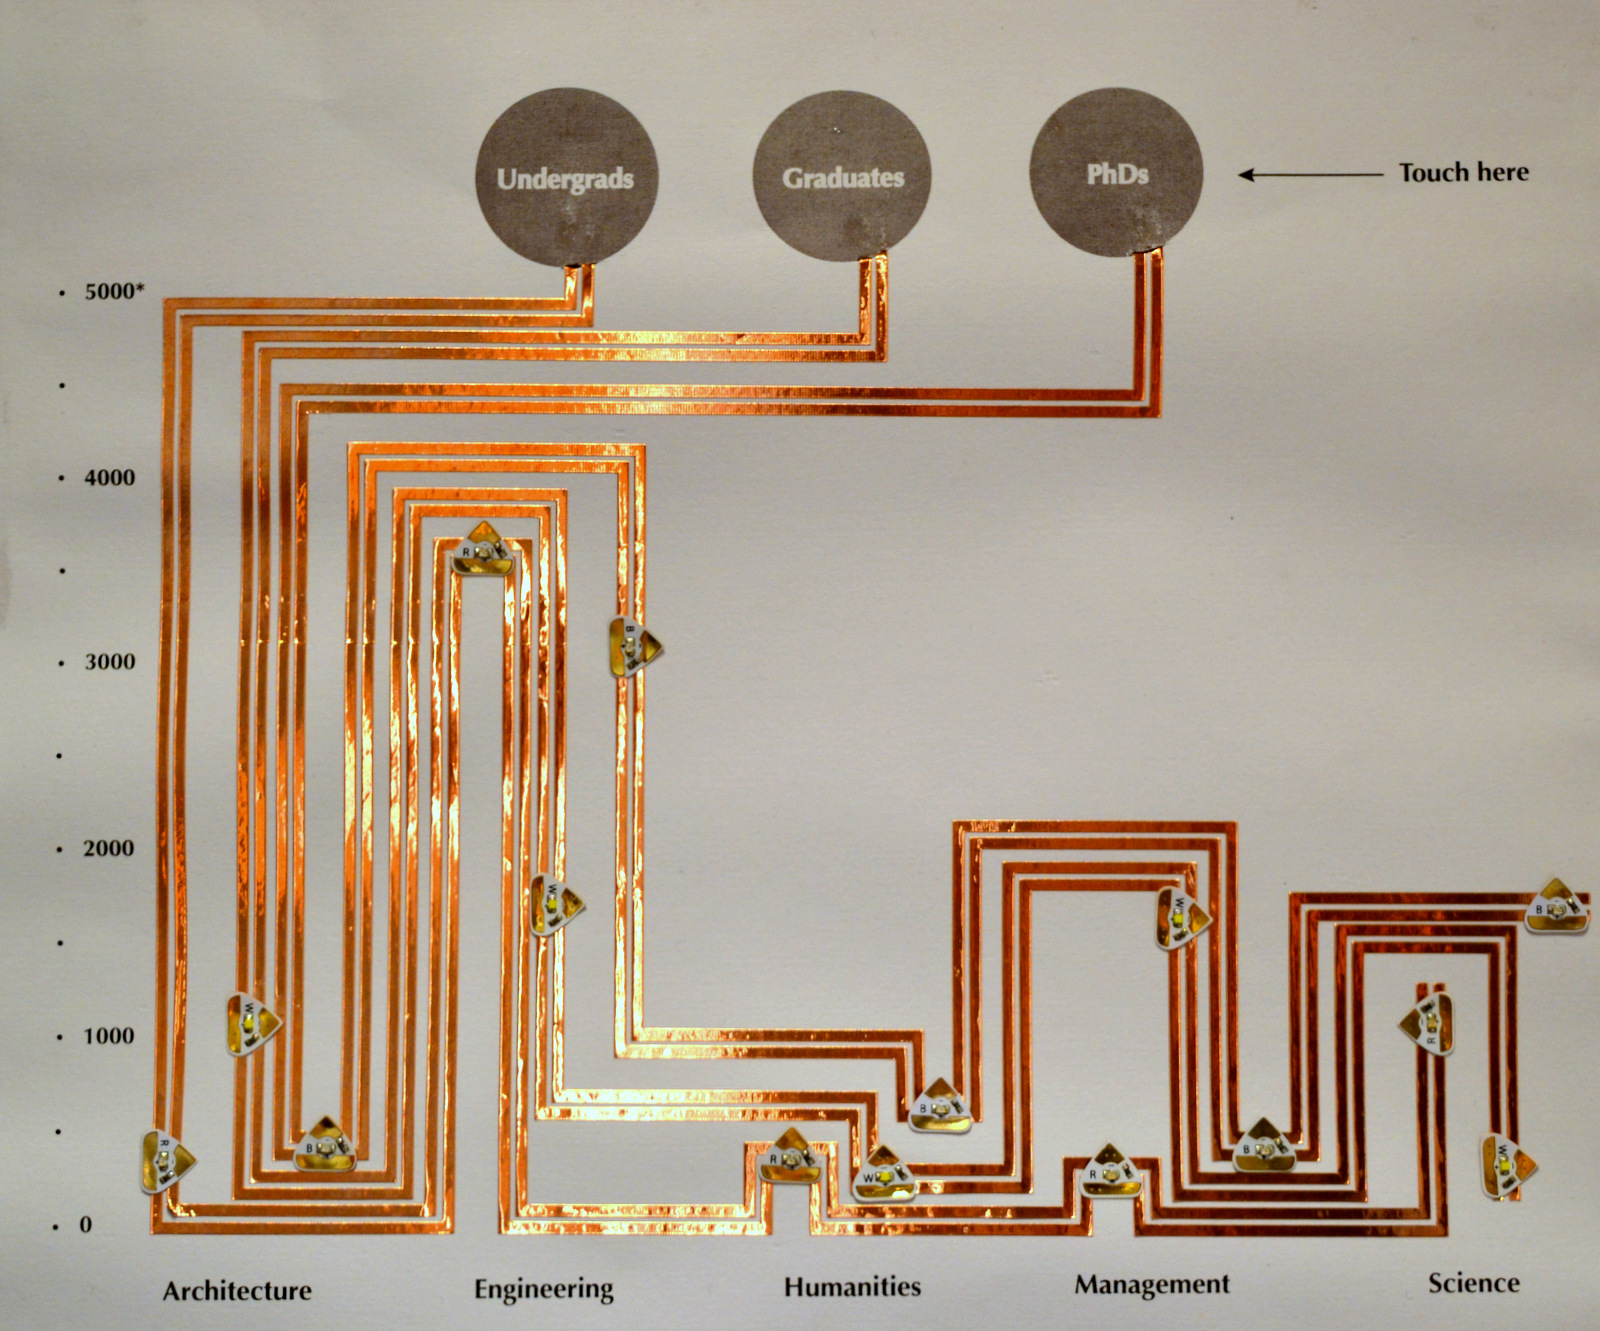 Undergrads
Graduates
PhDs
Touch here
5000*
4000
3000
2000
1000
0
R
B
W
B
W
B
R
W
B
R
W
B
B
R
W
Architecture
Engineering
Humanities
Management
Science